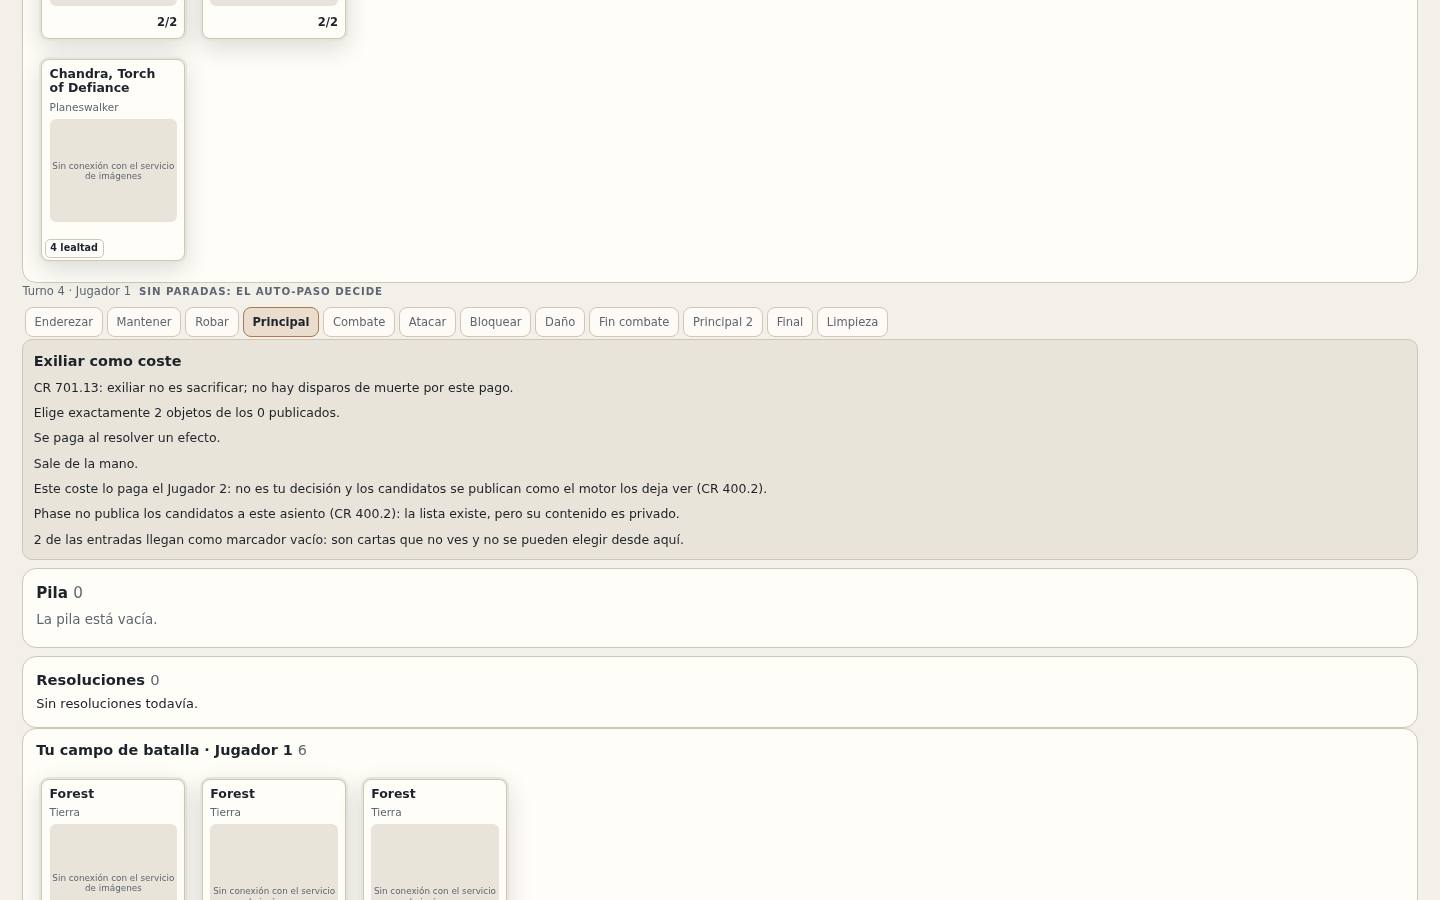 2/2
2/2
Chandra, Torch
of Defiance
Planeswalker
Sin conexión con el servicio
de imágenes
4 lealtad
Turno 4 · Jugador 1 SIN PARADAS: EL AUTO-PASO DECIDE
Enderezar Mantener Robar Principal Combate Atacar Bloquear Daño Fin combate Principal 2 Final Limpieza
Exiliar como coste
CR 701.13: exiliar no es sacrificar; no hay disparos de muerte por este pago.
Elige exactamente 2 objetos de los 0 publicados.
Se paga al resolver un efecto.
Sale de la mano.
Este coste lo paga el Jugador 2: no es tu decisión y los candidatos se publican como el motor los deja ver (CR 400.2).
Phase no publica los candidatos a este asiento (CR 400.2): la lista existe, pero su contenido es privado.
2 de las entradas llegan como marcador vacío: son cartas que no ves y no se pueden elegir desde aquí.
Pila 0
La pila está vacía.
Resoluciones 0
Sin resoluciones todavía.
Tu campo de batalla · Jugador 1 6
Forest
Tierra
Sin conexión con el servicio
de imágenes
Forest
Tierra
Sin conexión con el servicio
Forest
Tierra
Sin conexión con el servicio